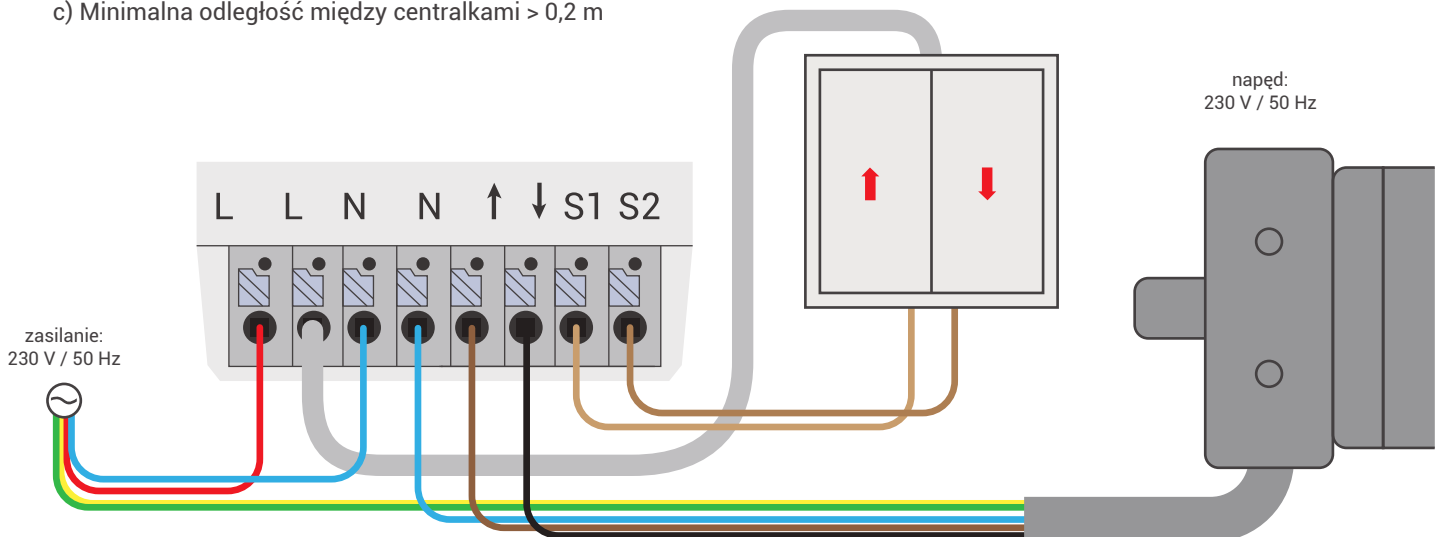 c) Minimalna odległość między centralkami > 0,2 m
napęd:
230 V / 50 Hz
L L N N ↑ ↓ S1 S2
zasilanie:
230 V / 50 Hz